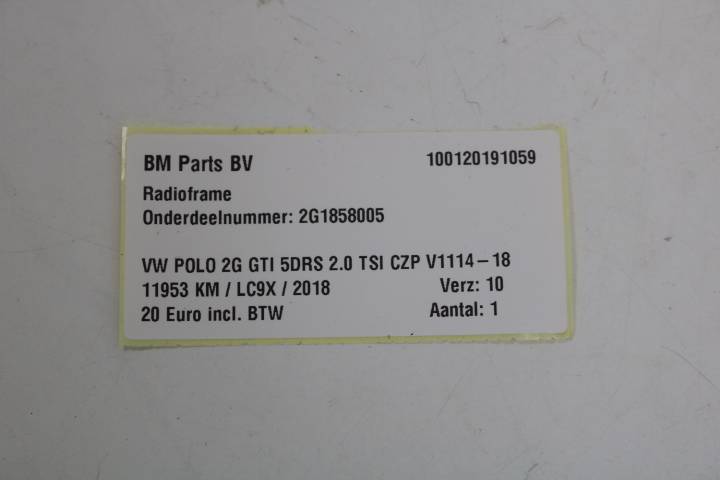 BM Parts BV 100120191059
Radioframe
Onderdeelnummer: 2G1858005
VW POLO 2G GTI 5DRS 2.0 TSI CZP V1114-18
11953 KM / LC9X / 2018 Verz: 10
20 Euro incl. BTW Aantal: 1